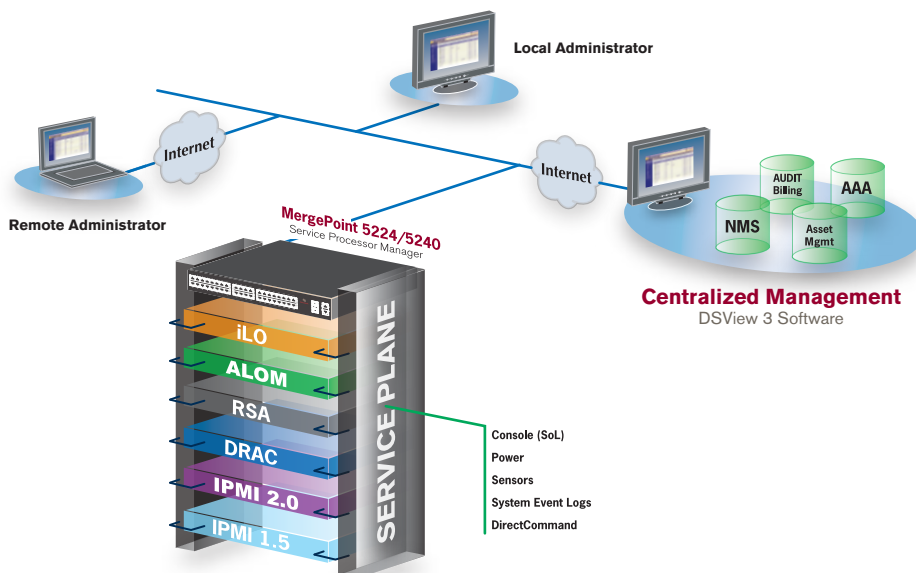 Local Administrator
Internet
Remote Administrator
Internet
AUDIT
Billing
AAA
NMS
Asset
Mgmt
Centralized Management
DSView 3 Software
MergePoint 5224/5240
Service Processor Manager
iLO
ALOM
RSA
DRAC
IPMI 2.0
IPMI 1.5
SERVICE PLANE
Console (SoL)
Power
Sensors
System Event Logs
DirectCommand